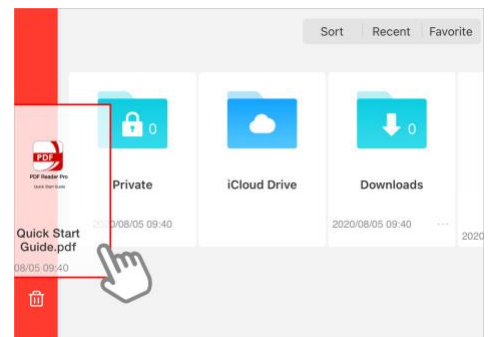 Sort Recent Favorite
0
0
PDF
PDF Reader Pro
Quick Start Guide
Private
iCloud Drive
Downloads
Quick Start
Guide.pdf
0/08/05 09:40
2020/08/05 09:40 ...
2020
08/05 09:40